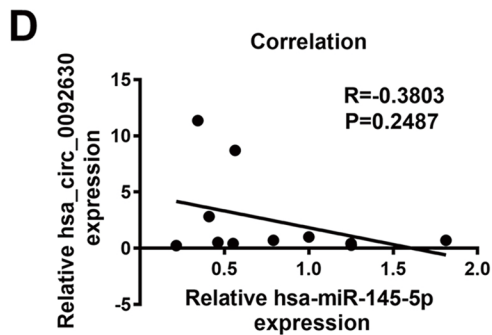 D
Correlation
R=-0.3803
P=0.2487
Relative hsa_circ_0092630
expression
15
10
5
0
-5
0.5
1.0
1.5
2.0
Relative hsa-miR-145-5p
expression